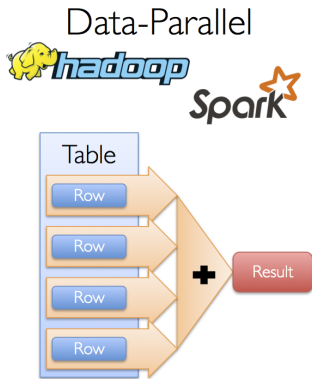 Data-Parallel
hadoop
Spark
Table
Row
Row
Row
Row
+
Result